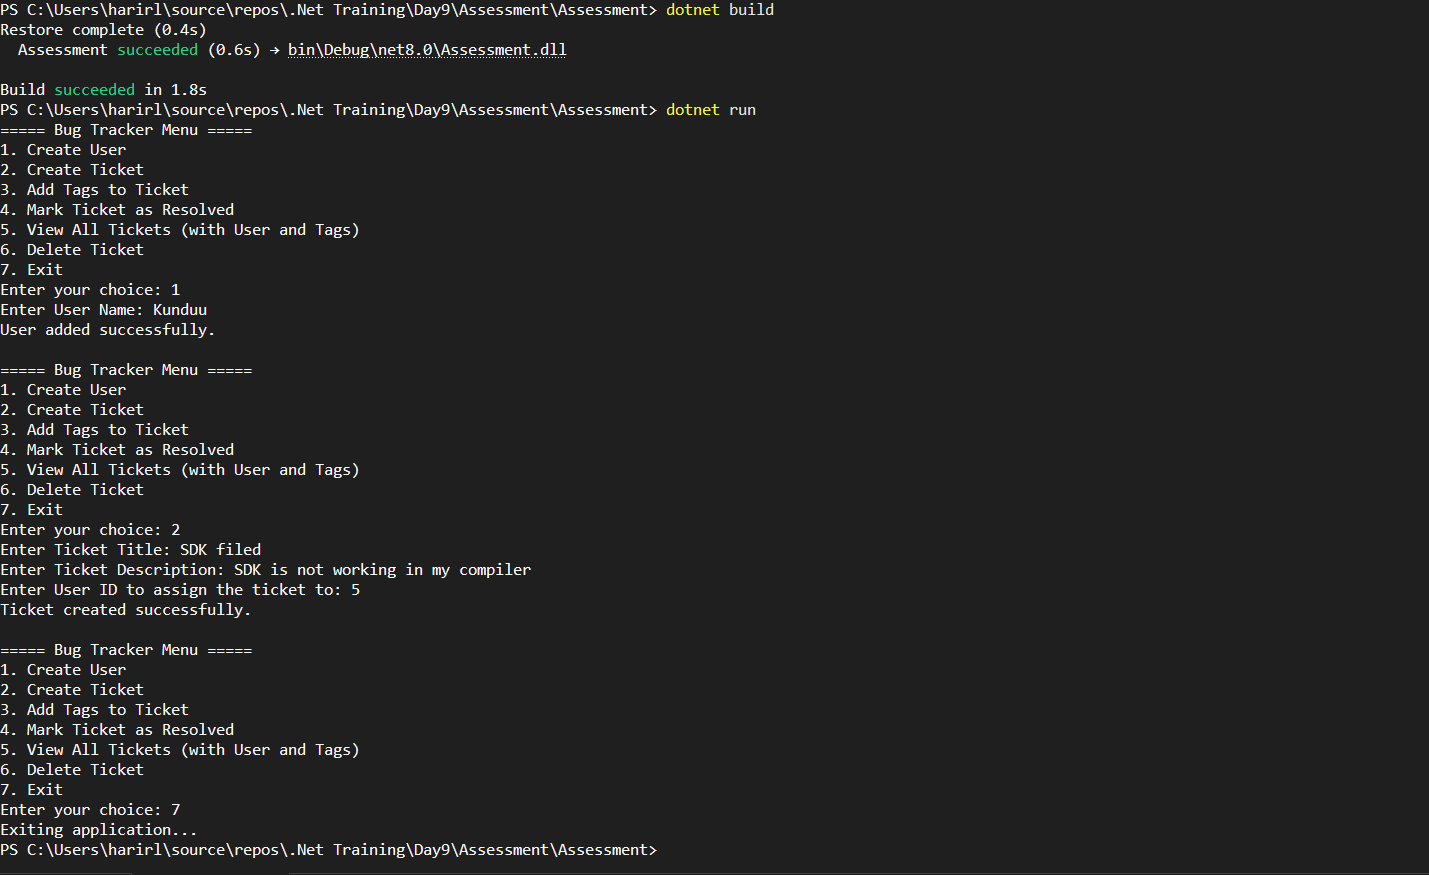 PS C:\Users\harirl\source\repos\.Net Training\Day9\Assessment\Assessment> dotnet build
Restore complete (0.4s)
  Assessment succeeded (0.6s) → bin\Debug\net8.0\Assessment.dll

Build succeeded in 1.8s
PS C:\Users\harirl\source\repos\.Net Training\Day9\Assessment\Assessment> dotnet run
===== Bug Tracker Menu =====
1. Create User
2. Create Ticket
3. Add Tags to Ticket
4. Mark Ticket as Resolved
5. View All Tickets (with User and Tags)
6. Delete Ticket
7. Exit
Enter your choice: 1
Enter User Name: Kunduu
User added successfully.

===== Bug Tracker Menu =====
1. Create User
2. Create Ticket
3. Add Tags to Ticket
4. Mark Ticket as Resolved
5. View All Tickets (with User and Tags)
6. Delete Ticket
7. Exit
Enter your choice: 2
Enter Ticket Title: SDK filed
Enter Ticket Description: SDK is not working in my compiler
Enter User ID to assign the ticket to: 5
Ticket created successfully.

===== Bug Tracker Menu =====
1. Create User
2. Create Ticket
3. Add Tags to Ticket
4. Mark Ticket as Resolved
5. View All Tickets (with User and Tags)
6. Delete Ticket
7. Exit
Enter your choice: 7
Exiting application...
PS C:\Users\harirl\source\repos\.Net Training\Day9\Assessment\Assessment>